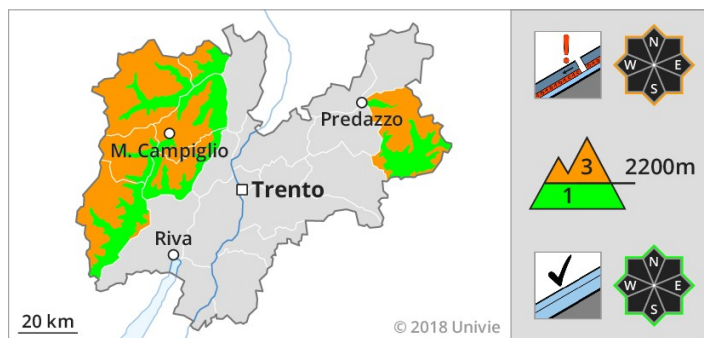 Predazzo
M. Campiglio
Trento
Riva
20 km
© 2018 Univie
!
N
W E
S
3 2200m
1
N
W E
S